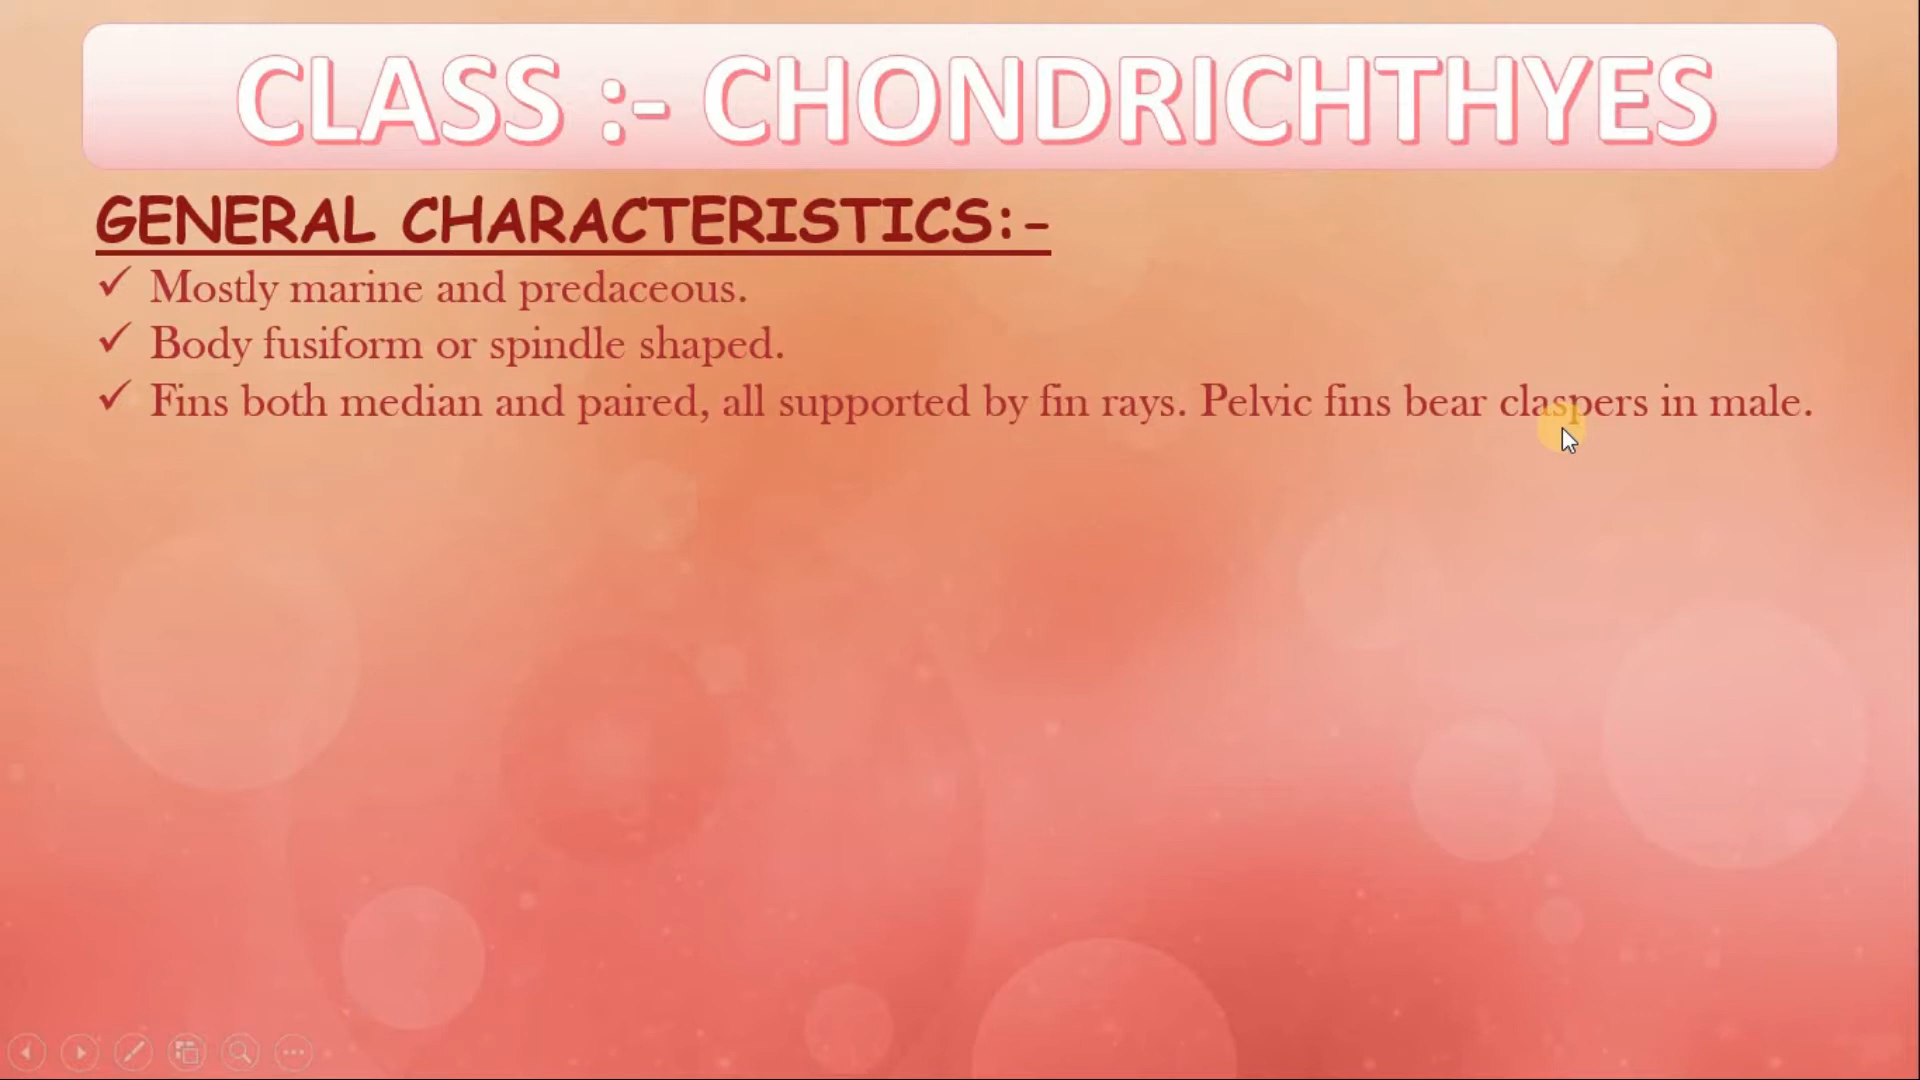 CLASS :- CHONDRICHTHYES
GENERAL CHARACTERISTICS:-
✓ Mostly marine and predaceous.
✓ Body fusiform or spindle shaped.
✓ Fins both median and paired, all supported by fin rays. Pelvic fins bear claspers in male.